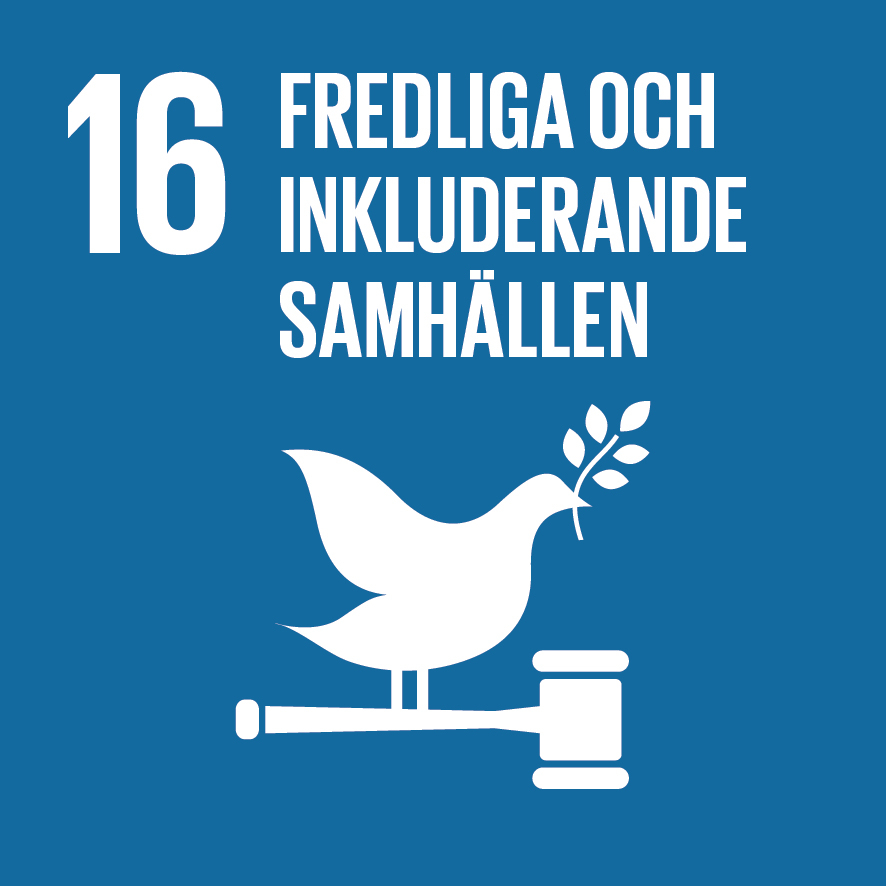 16 FREDLIGA OCH
INKLUDERANDE
SAMHÄLLEN